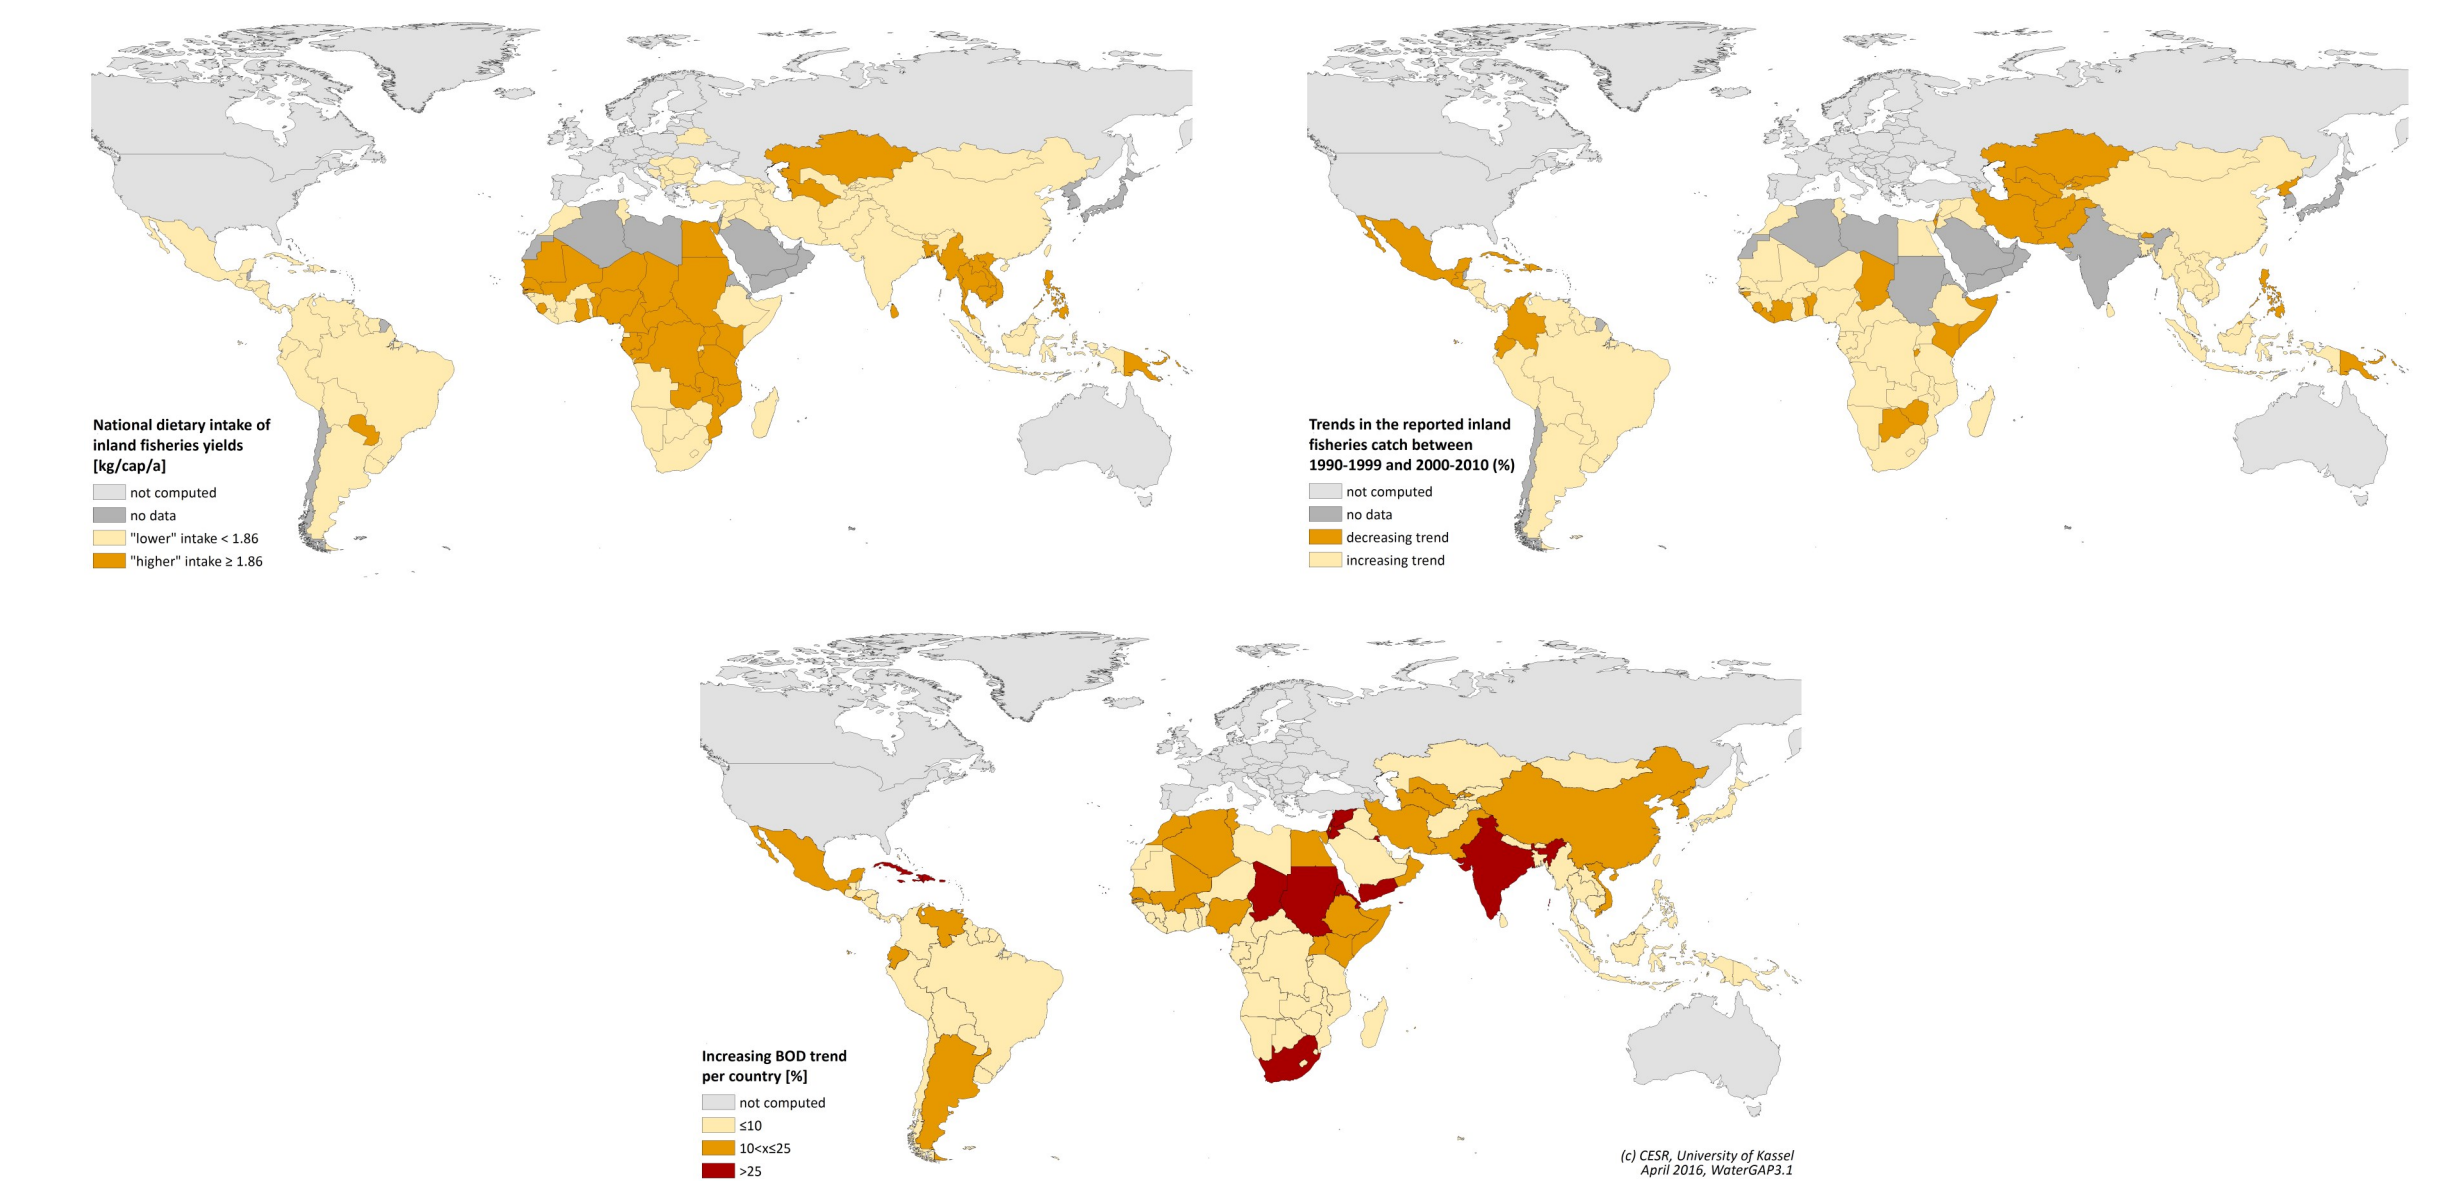 National dietary intake of
inland fisheries yields
[kg/cap/a]
not computed
no data
"lower" intake < 1.86
"higher" intake ≥ 1.86
Trends in the reported inland
fisheries catch between
1990-1999 and 2000-2010 (%)
not computed
no data
decreasing trend
increasing trend
Increasing BOD trend
per country [%]
not computed
≤10
10<x≤25
>25
(c) CESR, University of Kassel
April 2016, WaterGAP3.1